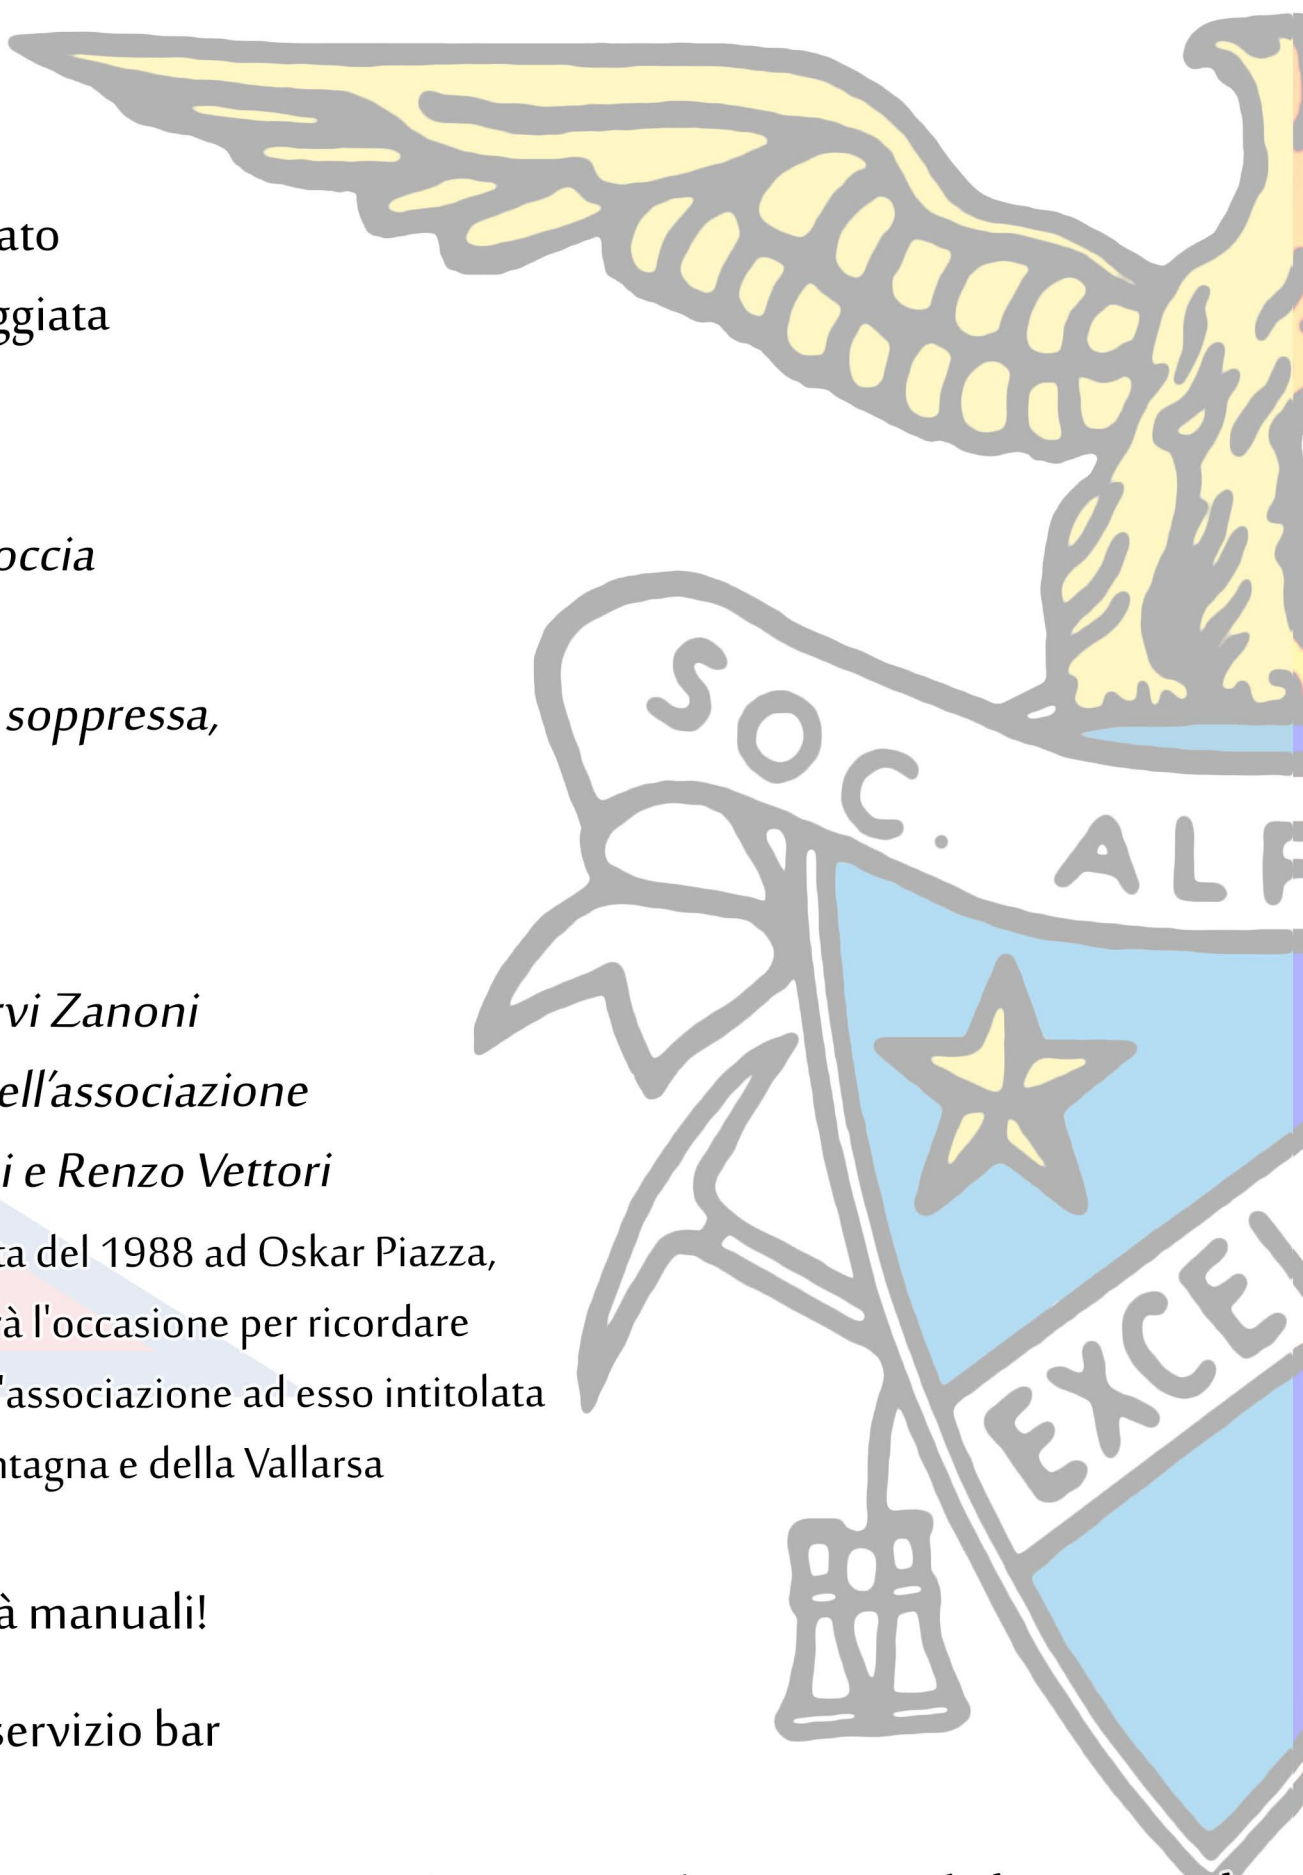 ato
ggiata
occia
soppressa,
rvi Zanoni
ell'associazione
i e Renzo Vettori
ta del 1988 ad Oskar Piazza,
rà l'occasione per ricordare
l'associazione ad esso intitolata
ntagna e della Vallarsa
à manuali!
servizio bar
SOC. ALP
EXCEL